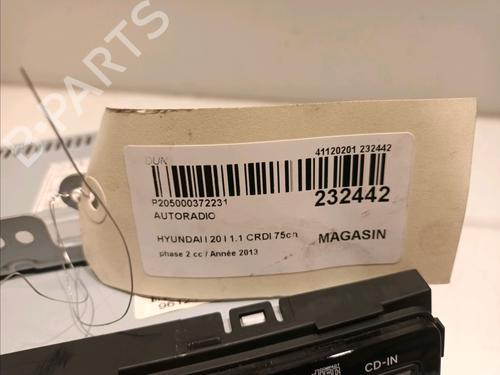 B-PARTS
DUN
41120201 232442
P205000372231
232442
AUTORADIO
HYUNDAI I 20 I 1.1 CRDI 75ch
MAGASIN
phase 2 cc / Année 2013
CD-IN